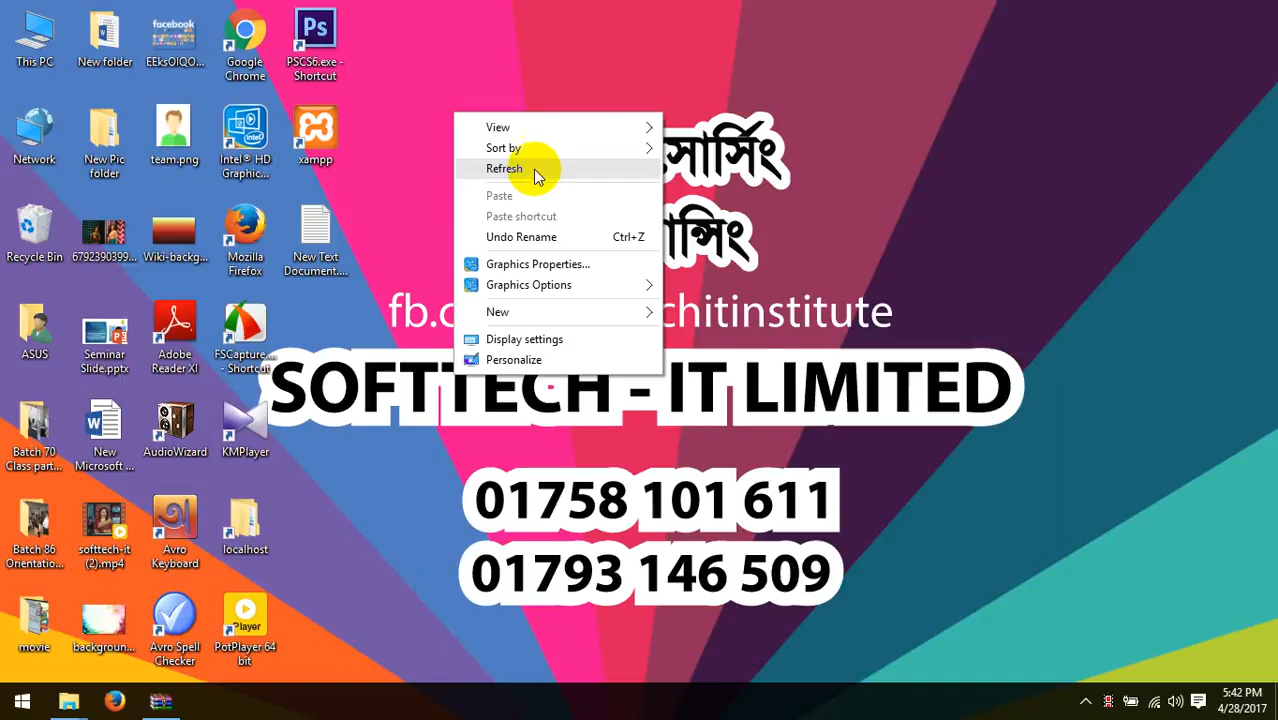 This PC
New folder
EEksOIQO...
Google Chrome
PSCS6.exe - Shortcut
Network
New Pic folder
team.png
Intel® HD Graphic...
xampp
Recycle Bin
6792390399...
Wiki-backg...
Mozilla Firefox
New Text Document....
ASUS
Seminar Slide.pptx
Adobe Reader XI
FSCapture... - Shortcut
Batch 70 Class part...
New Microsoft ...
AudioWizard
KMPlayer
Batch 86 Orientatio...
softtech-it (2).mp4
Avro Keyboard
localhost
movie
backgroun...
Avro Spell Checker
PotPlayer 64 bit
facebook
Ps
View
Sort by
Refresh
Paste
Paste shortcut
Undo Rename Ctrl+Z
Graphics Properties...
Graphics Options
New
Display settings
Personalize
fb.c chitinstitute
SOFTTECH - IT LIMITED
01758 101 611
01793 146 509
5:42 PM
4/28/2017